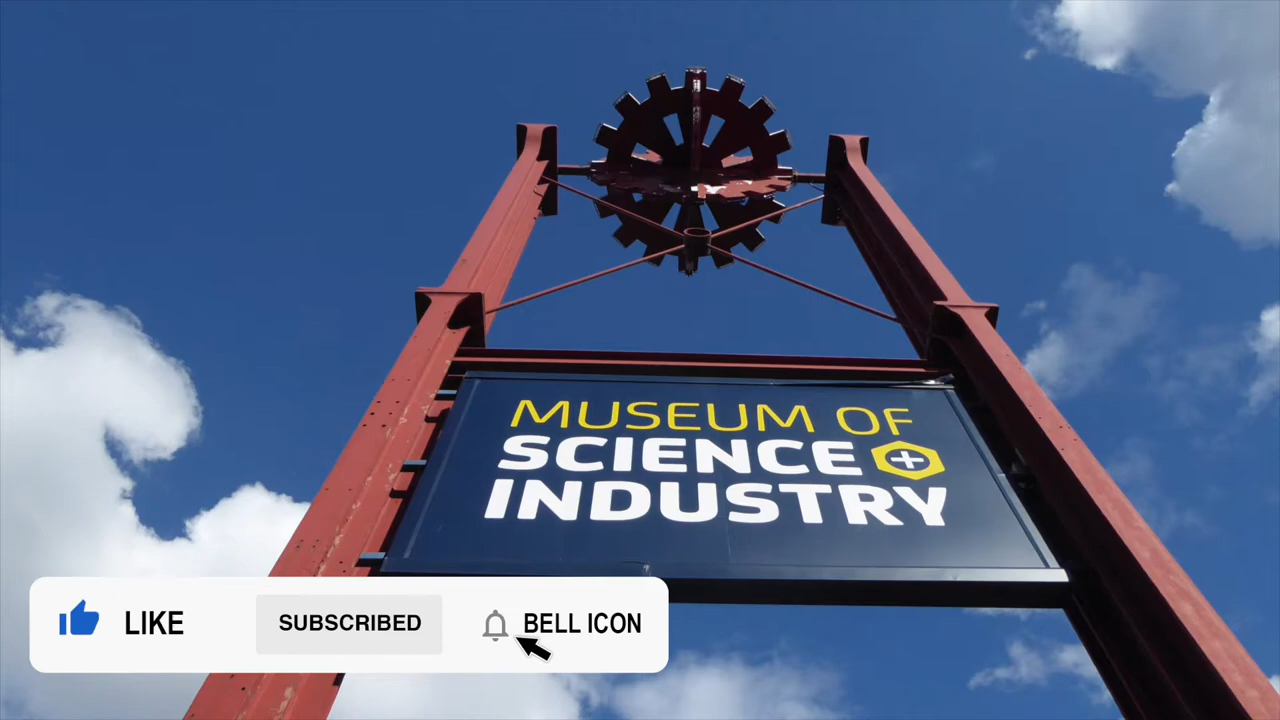 MUSEUM OF
SCIENCE +
INDUSTRY
LIKE
SUBSCRIBED
BELL ICON